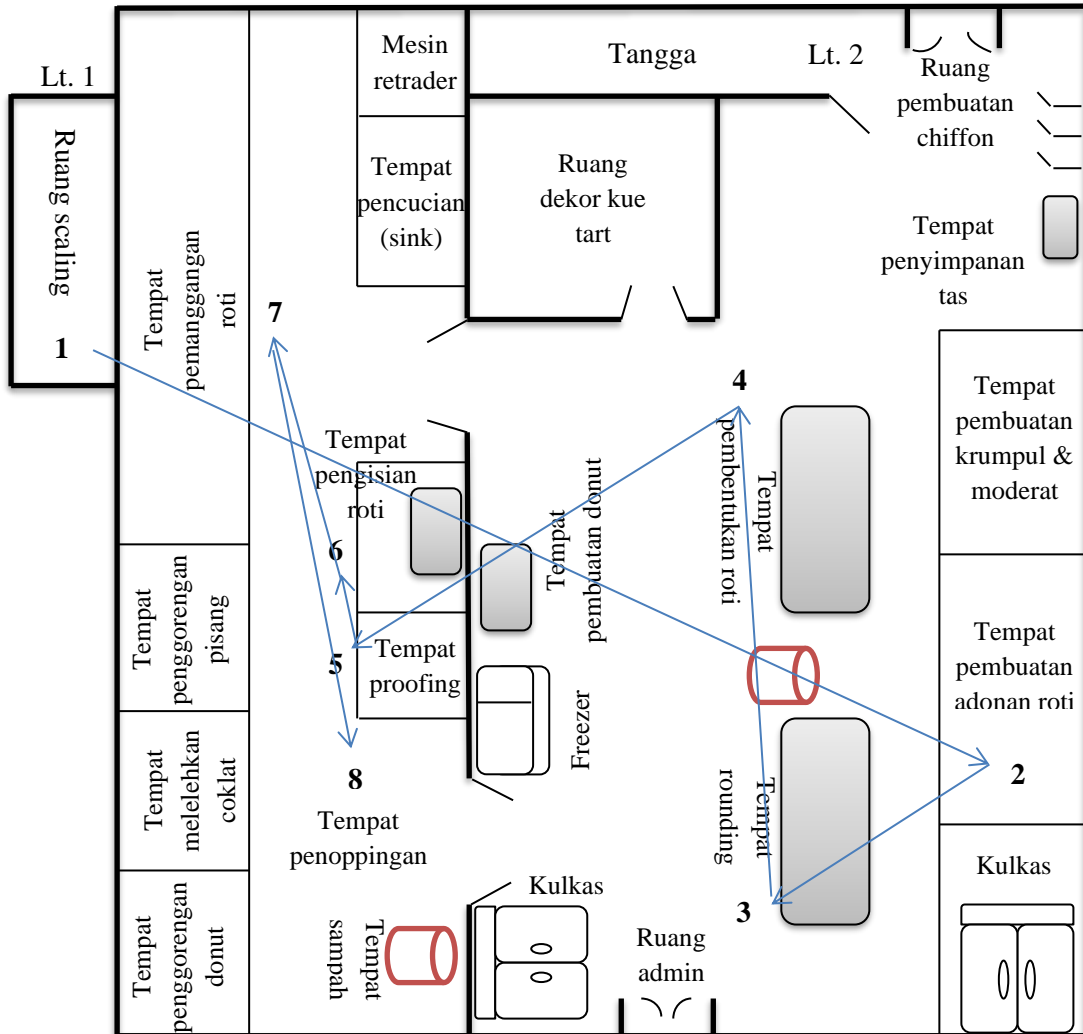 Lt. 1
Ruang scaling
1
Tempat
pemanggangan
roti
Mesin
retrader
Tempat
pencucian
(sink)
Tangga
Lt. 2
Ruang
pembuatan
chiffon
Ruang
dekor kue
tart
Tempat
penyimpanan
tas
7
4
Tempat
pembuatan
krumpul &
moderat
Tempat
pengisian
roti
Tempat
pembuatan donut
Tempat
pembentukan roti
6
Tempat
penggorengan
pisang
5
Tempat
proofing
Tempat
pembuatan
adonan roti
Freezer
2
8
Tempat
melelehkan
coklat
Tempat
penoppingan
Tempat
rounding
3
Kulkas
Kulkas
Tempat
penggorengan
donut
Tempat
sampah
Ruang
admin